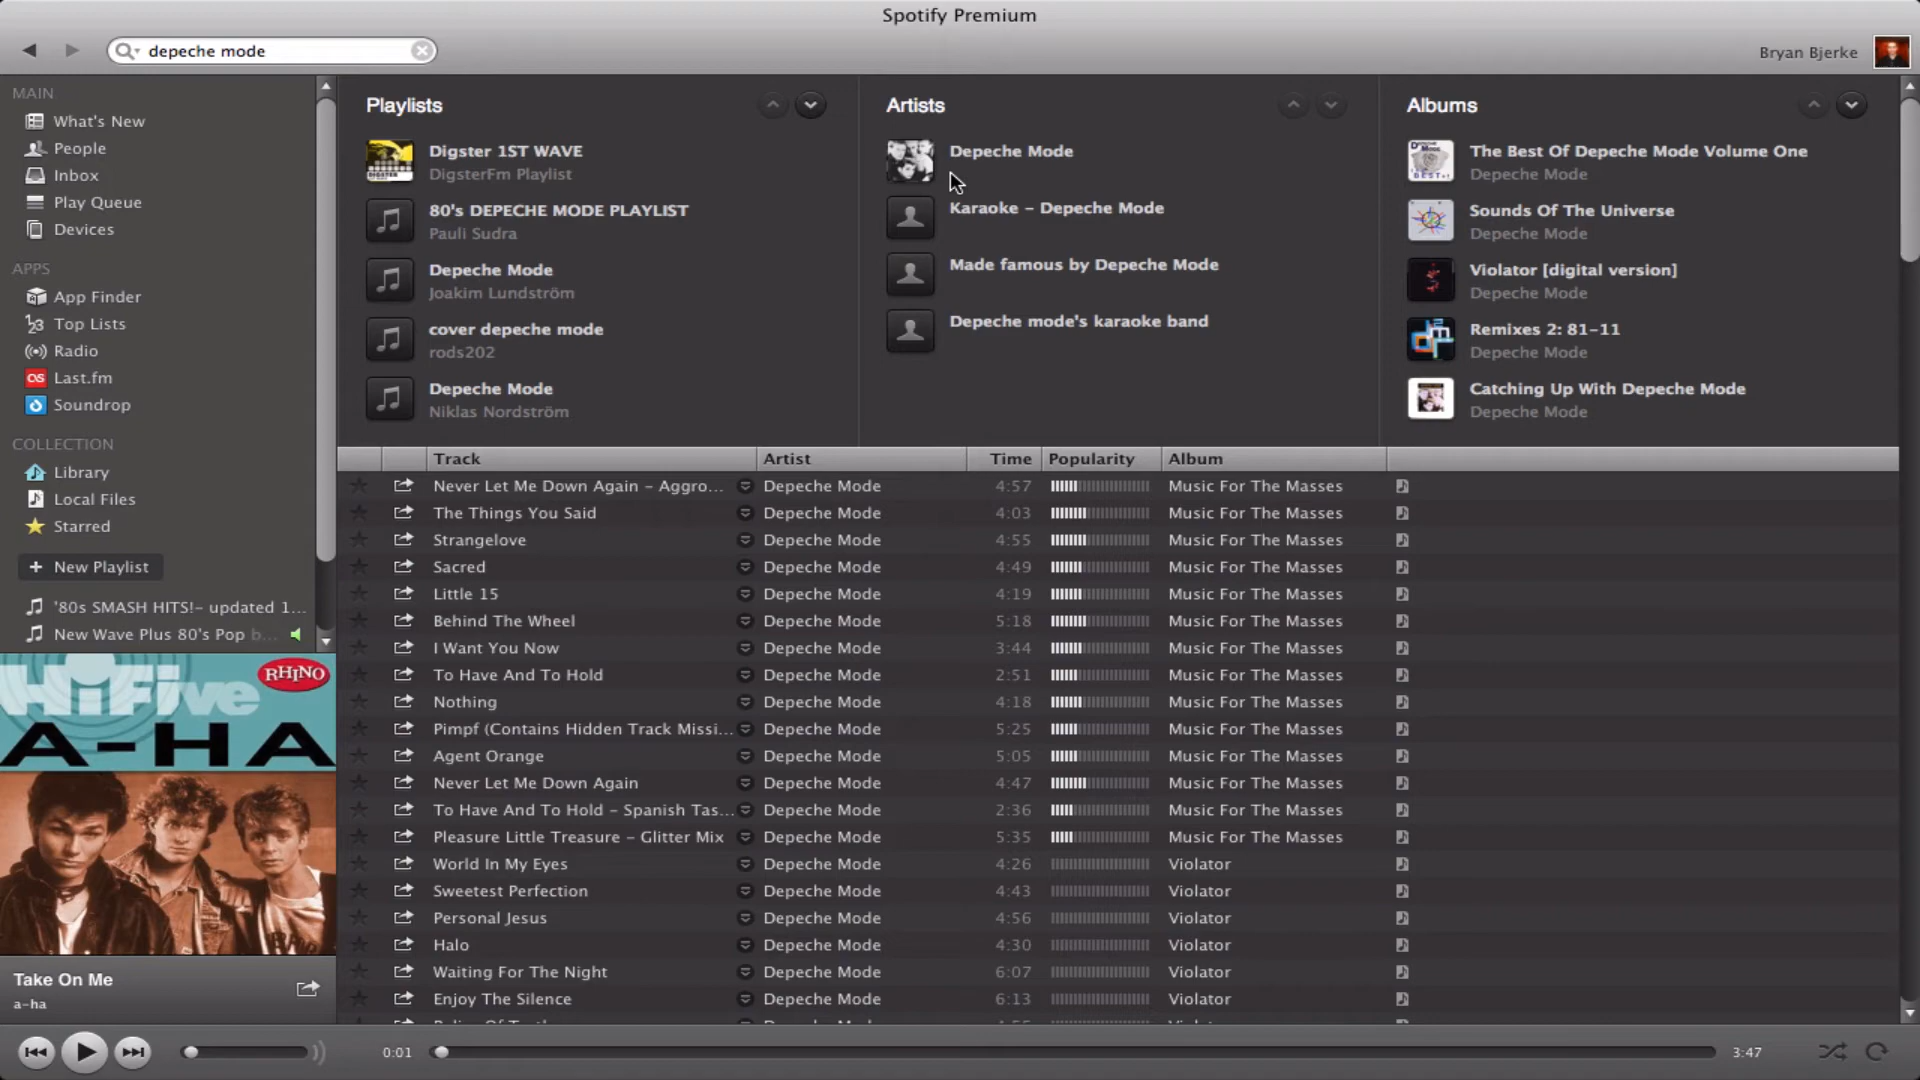 Spotify Premium
depeche mode
Bryan Bjerke
MAIN
What's New
People
Inbox
Play Queue
Devices
APPS
App Finder
Top Lists
Radio
Last.fm
Soundrop
COLLECTION
Library
Local Files
Starred
+ New Playlist
'80s SMASH HITS!- updated 1...
New Wave Plus 80's Pop b...
HiFive
RHINO
A-HA
Take On Me
a-ha
Playlists
Digster 1ST WAVE
DigsterFm Playlist
80's DEPECHE MODE PLAYLIST
Pauli Sudra
Depeche Mode
Joakim Lundström
cover depeche mode
rods202
Depeche Mode
Niklas Nordström
Artists
Depeche Mode
Karaoke – Depeche Mode
Made famous by Depeche Mode
Depeche mode's karaoke band
Albums
The Best Of Depeche Mode Volume One
Depeche Mode
Sounds Of The Universe
Depeche Mode
Violator [digital version]
Depeche Mode
Remixes 2: 81–11
Depeche Mode
Catching Up With Depeche Mode
Depeche Mode
Track Artist Time Popularity Album
Never Let Me Down Again – Aggro... Depeche Mode 4:57 Music For The Masses
The Things You Said Depeche Mode 4:03 Music For The Masses
Strangelove Depeche Mode 4:55 Music For The Masses
Sacred Depeche Mode 4:49 Music For The Masses
Little 15 Depeche Mode 4:19 Music For The Masses
Behind The Wheel Depeche Mode 5:18 Music For The Masses
I Want You Now Depeche Mode 3:44 Music For The Masses
To Have And To Hold Depeche Mode 2:51 Music For The Masses
Nothing Depeche Mode 4:18 Music For The Masses
Pimpf (Contains Hidden Track Missi... Depeche Mode 5:25 Music For The Masses
Agent Orange Depeche Mode 5:05 Music For The Masses
Never Let Me Down Again Depeche Mode 4:47 Music For The Masses
To Have And To Hold – Spanish Tas... Depeche Mode 2:36 Music For The Masses
Pleasure Little Treasure – Glitter Mix Depeche Mode 5:35 Music For The Masses
World In My Eyes Depeche Mode 4:26 Violator
Sweetest Perfection Depeche Mode 4:43 Violator
Personal Jesus Depeche Mode 4:56 Violator
Halo Depeche Mode 4:30 Violator
Waiting For The Night Depeche Mode 6:07 Violator
Enjoy The Silence Depeche Mode 6:13 Violator
0:01 3:47